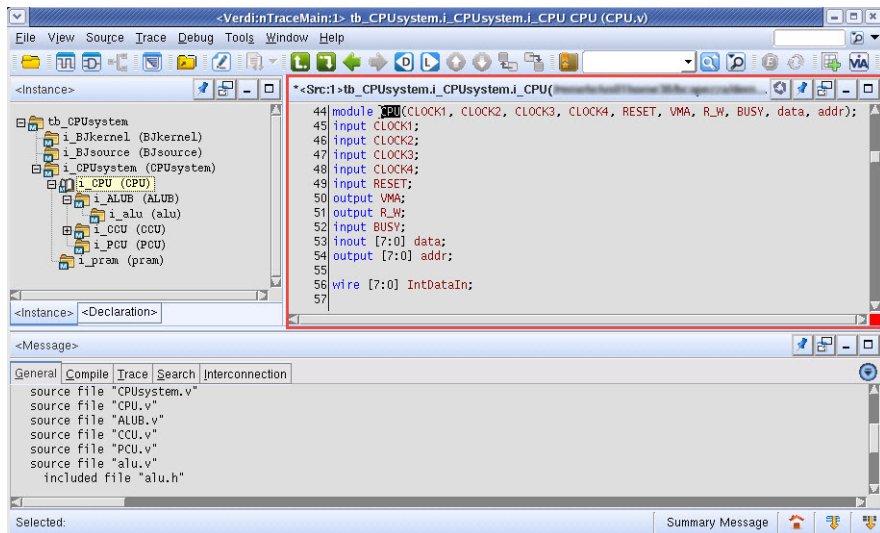 <Verdi:nTraceMain:1> tb_CPUsystem.i_CPUsystem.i_CPU CPU (CPU.v)
File View Source Trace Debug Tools Window Help
<Instance>
tb_CPUsystem
i_BJkernel (BJkernel)
i_BJsource (BJsource)
i_CPUsystem (CPUsystem)
i_CPU (CPU)
i_ALUB (ALUB)
i_alu (alu)
i_CCU (CCU)
i_PCU (PCU)
i_pram (pram)
<Instance> <Declaration>
*<Src:1>tb_CPUsystem.i_CPUsystem.i_CPU(
44 module CPU(CLOCK1, CLOCK2, CLOCK3, CLOCK4, RESET, VMA, R_W, BUSY, data, addr);
45 input CLOCK1;
46 input CLOCK2;
47 input CLOCK3;
48 input CLOCK4;
49 input RESET;
50 output VMA;
51 output R_W;
52 input BUSY;
53 inout [7:0] data;
54 output [7:0] addr;
55
56 wire [7:0] IntDataIn;
57
<Message>
General Compile Trace Search Interconnection
source file "CPUsystem.v"
source file "CPU.v"
source file "ALUB.v"
source file "CCU.v"
source file "PCU.v"
source file "alu.v"
included file "alu.h"
Selected:
Summary Message